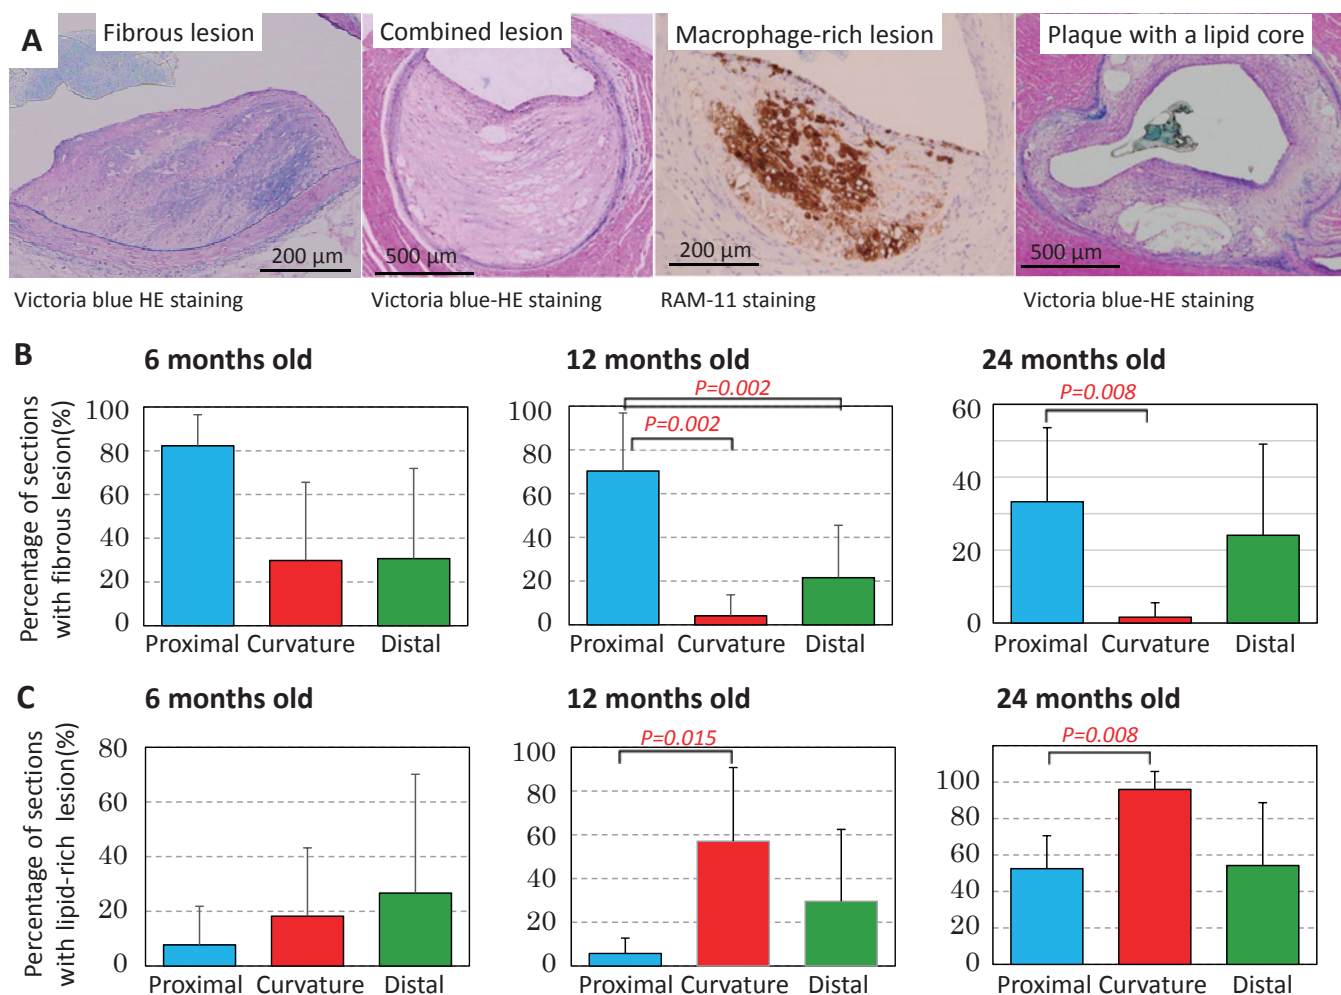 A
Fibrous lesion
Combined lesion
Macrophage-rich lesion
Plaque with a lipid core
200 μm
500 μm
200 μm
500 μm
Victoria blue HE staining
Victoria blue-HE staining
RAM-11 staining
Victoria blue-HE staining
B
6 months old
12 months old
24 months old
Percentage of sections
with fibrous lesion(%)
100
80
60
40
20
0
Proximal Curvature Distal
P=0.002
P=0.002
100
80
60
40
20
0
Proximal Curvature Distal
P=0.008
60
40
20
0
Proximal Curvature Distal
C
6 months old
12 months old
24 months old
Percentage of sections
with lipid-rich lesion(%)
80
60
40
20
0
Proximal Curvature Distal
P=0.015
100
80
60
40
20
0
Proximal Curvature Distal
P=0.008
100
80
60
40
20
0
Proximal Curvature Distal